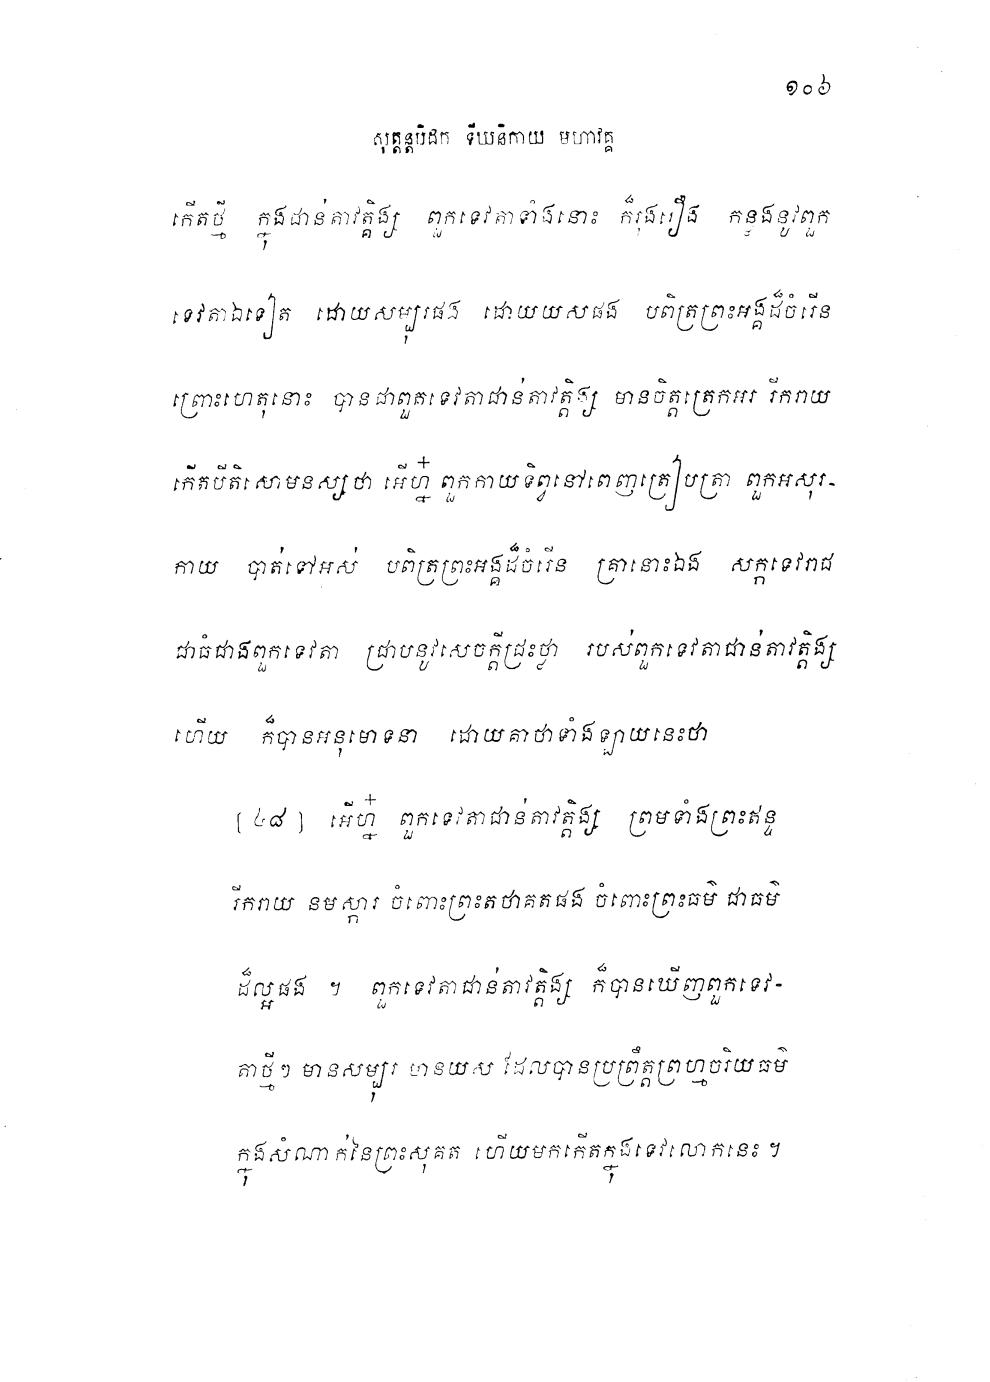 ១០៦
សុត្តន្តបិដក ទីឃនិកាយ មហាវគ្គ
កើតថ្មី ក្នុងជាន់តាវត្តិង្ស ពួកទេវតាទាំងនោះ ក៏រុងរឿង កន្លងនូវពួក
ទេវតាឯទៀត ដោយសម្បុរផង ដោយយសផង បពិត្រព្រះអង្គដ៏ចំរើន
ព្រោះហេតុនោះ បានជាពួកទេវតាជាន់តាវត្តិង្ស មានចិត្តត្រេកអរ រីករាយ
កើតបីតិសោមនស្សថា អើហ្ន៎ ពួកកាយទិព្វនៅពេញត្រៀបត្រា ពួកអសុរ-
កាយ បាត់ទៅអស់ បពិត្រព្រះអង្គដ៏ចំរើន គ្រានោះឯង សក្កទេវរាជ
ជាធំជាងពួកទេវតា ជ្រាបនូវសេចក្តីជ្រះថ្លា របស់ពួកទេវតាជាន់តាវត្តិង្ស
ហើយ ក៏បានអនុមោទនា ដោយគាថាទាំងឡាយនេះថា
[៤៨] អើហ្ន៎ ពួកទេវតាជាន់តាវត្តិង្ស ព្រមទាំងព្រះឥន្ទ
រីករាយ នមស្ការ ចំពោះព្រះតថាគតផង ចំពោះព្រះធម៌ ជាធម៌
ដ៏ល្អផង ។ ពួកទេវតាជាន់តាវត្តិង្ស ក៏បានឃើញពួកទេវ-
តាថ្មីៗ មានសម្បុរ មានយស ដែលបានប្រព្រឹត្តព្រហ្មចរិយធម៌
ក្នុងសំណាក់នៃព្រះសុគត ហើយមកកើតក្នុងទេវលោកនេះ ។